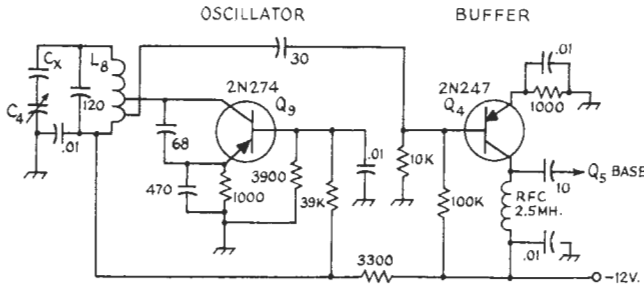 OSCILLATOR
BUFFER
Cx
L8
C4
120
.01
30
2N274
Q9
68
470
1000
3900
39K
.01
10K
100K
3300
2N247
Q4
.01
1000
10
Q5 BASE
RFC
2.5MH.
.01
-12V.